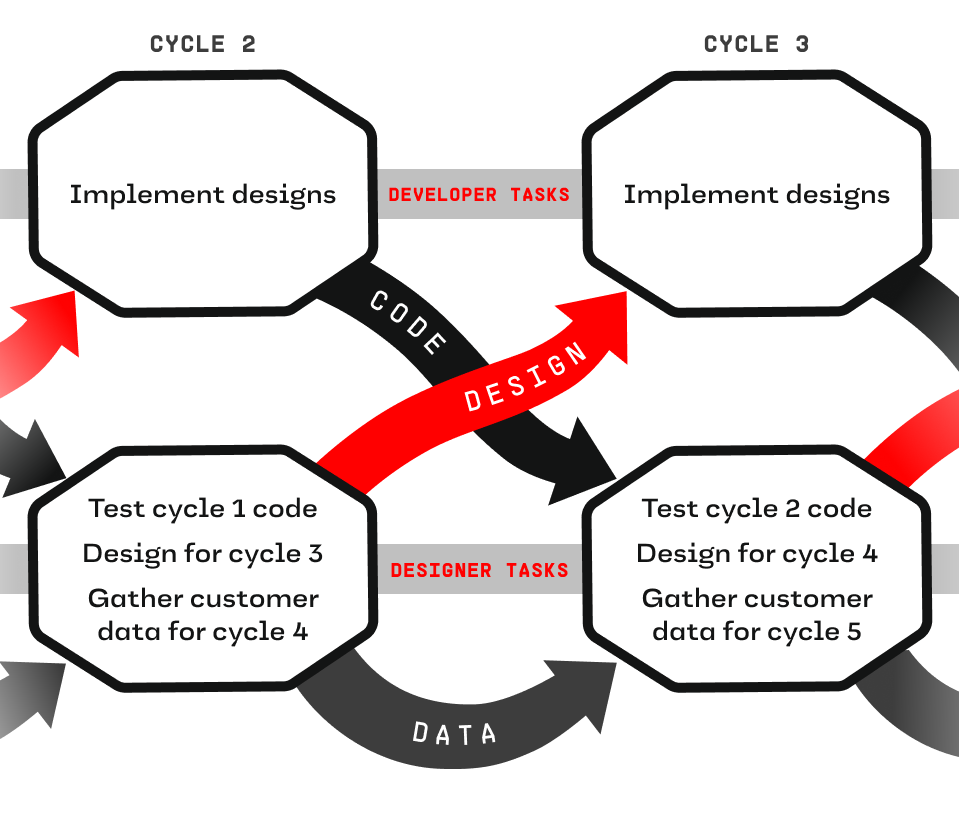 CYCLE 2
CYCLE 3
Implement designs
DEVELOPER TASKS
Implement designs
CODE
DESIGN
Test cycle 1 code
Design for cycle 3
Gather customer
data for cycle 4
DESIGNER TASKS
Test cycle 2 code
Design for cycle 4
Gather customer
data for cycle 5
DATA